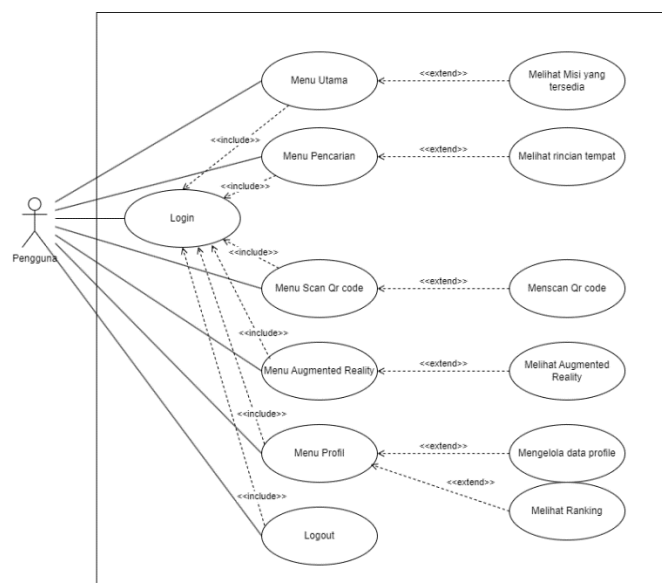 Menu Utama
<<extend>>
Melihat Misi yang
tersedia
<<include>>
Menu Pencarian
<<extend>>
Melihat rincian tempat
<<include>>
Login
Pengguna
<<include>>
Menu Scan Qr code
<<extend>>
Menscan Qr code
<<include>>
Menu Augmented Reality
<<extend>>
Melihat Augmented
Reality
<<include>>
Menu Profil
<<extend>>
Mengelola data profile
<<extend>>
<<include>>
Melihat Ranking
Logout